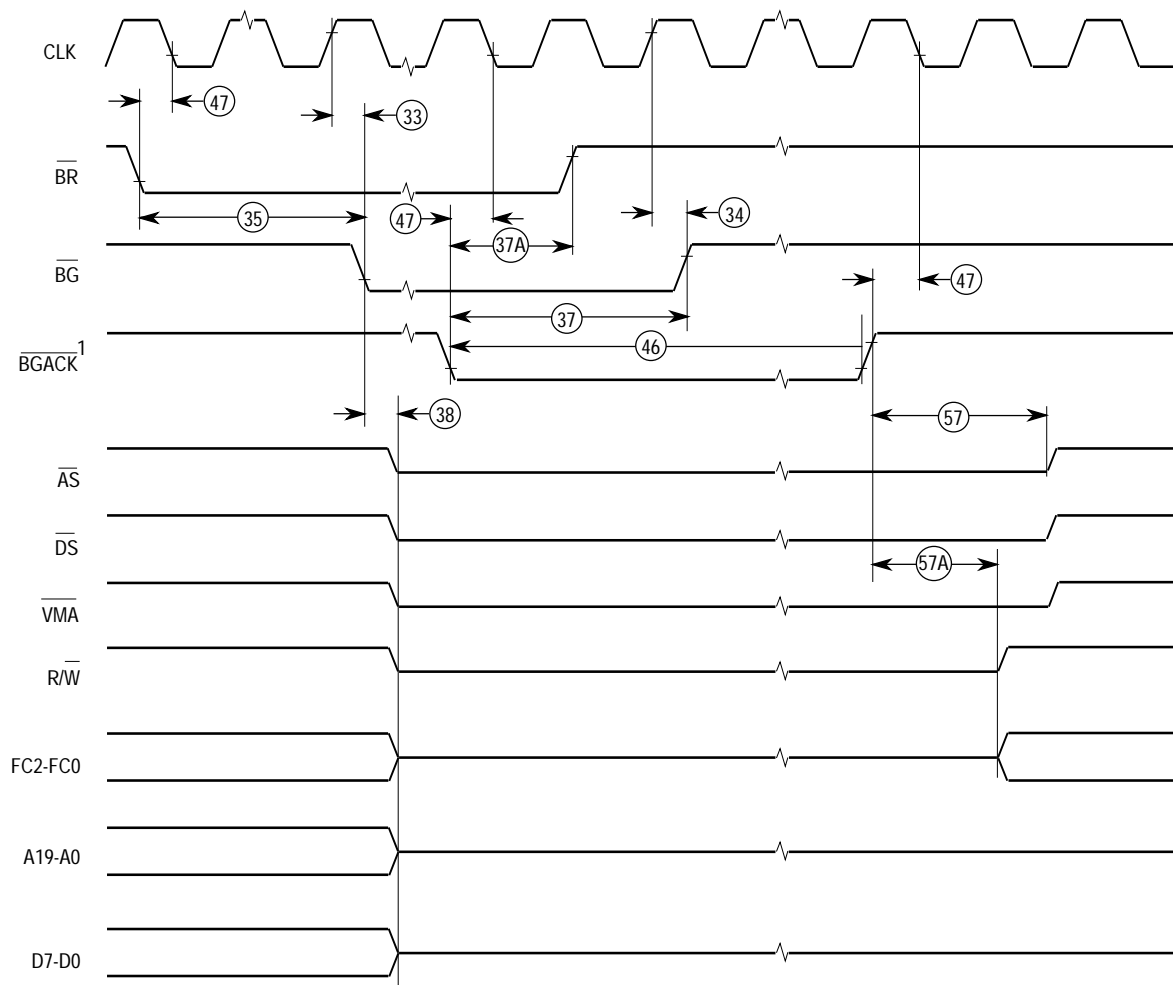 CLK
47
33
BR
35
47
34
37A
BG
47
37
BGACK1
46
38
57
AS
DS
57A
VMA
R/W
FC2-FC0
A19-A0
D7-D0